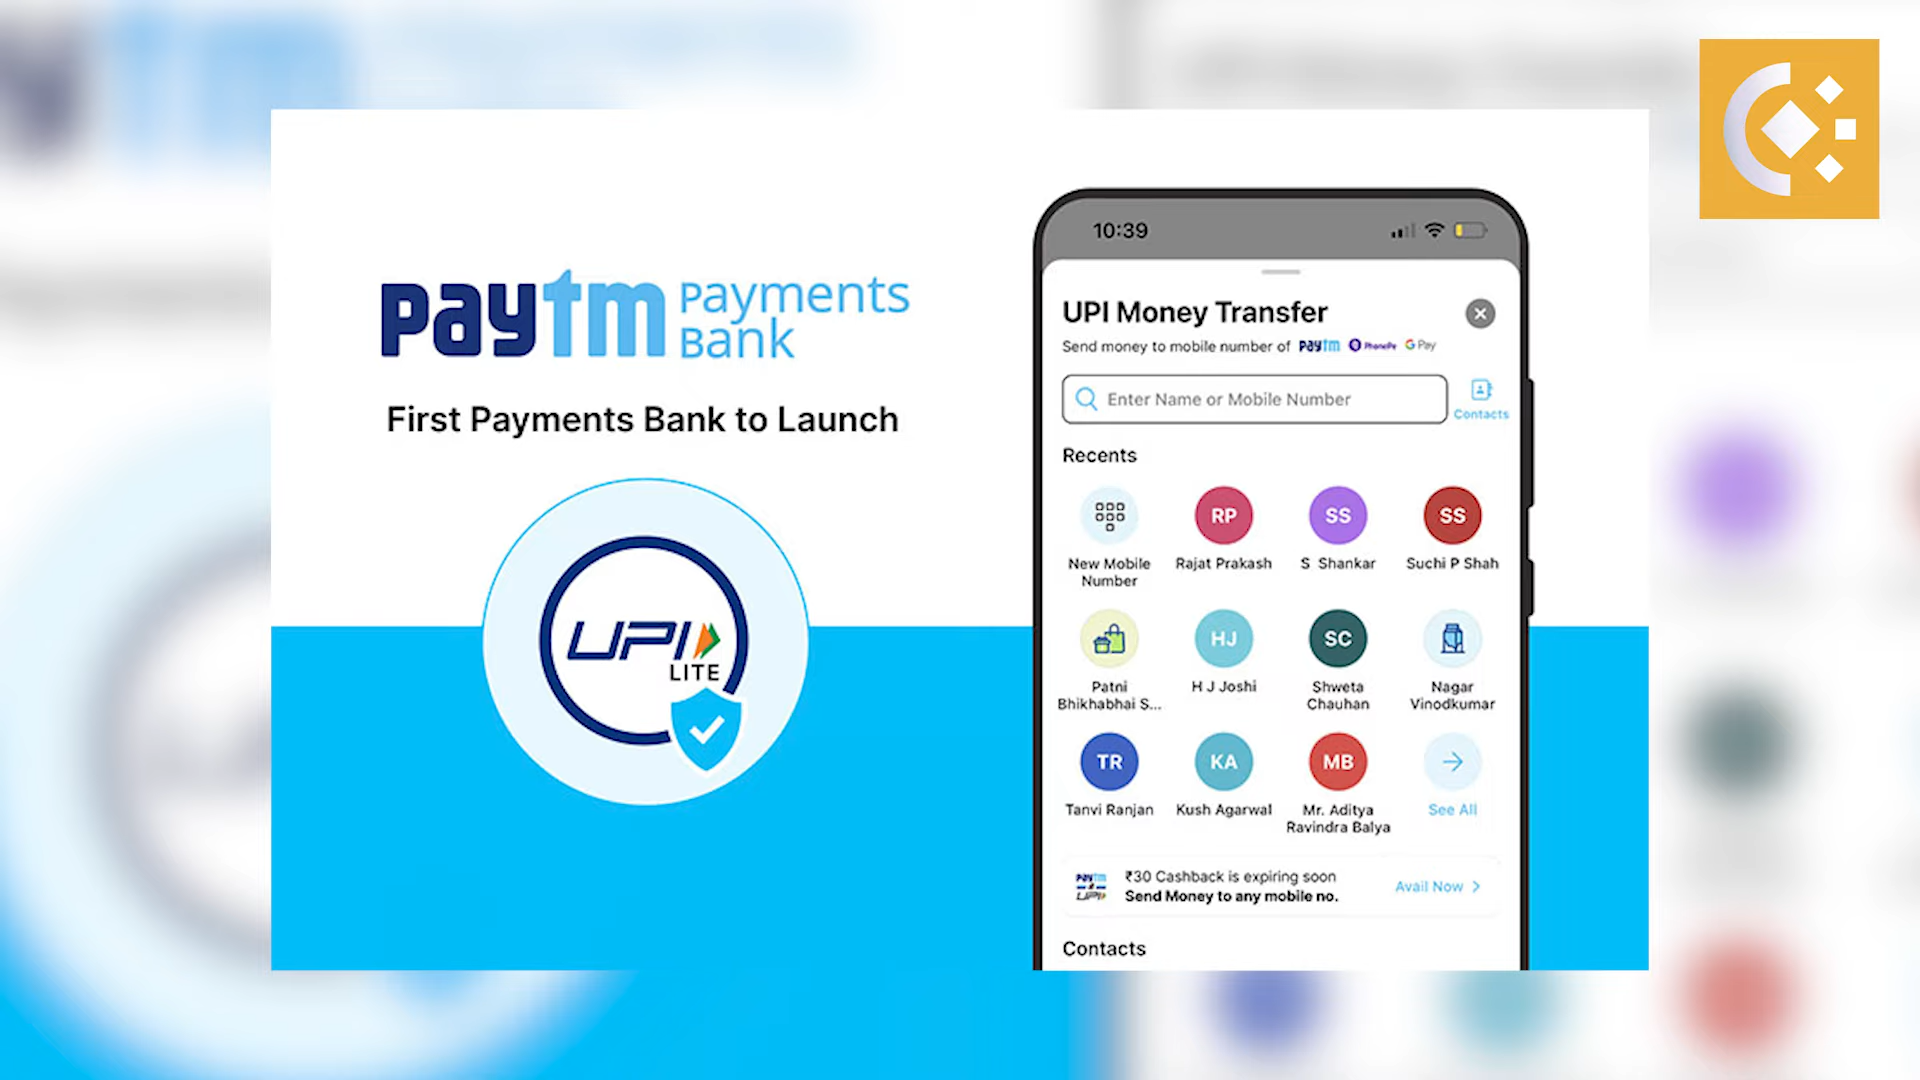 paytm Payments
Bank
First Payments Bank to Launch
UPI
LITE
10:39
UPI Money Transfer
Send money to mobile number of paytm PhonePe G Pay
Enter Name or Mobile Number
Contacts
Recents
RP SS SS
New Mobile Number
Rajat Prakash
S Shankar
Suchi P Shah
HJ SC
Patni Bhikhabhai S...
H J Joshi
Shweta Chauhan
Nagar Vinodkumar
TR KA MB
Tanvi Ranjan
Kush Agarwal
Mr. Aditya Ravindra Balya
See All
paytm
UPI
₹30 Cashback is expiring soon
Send Money to any mobile no.
Avail Now
Contacts